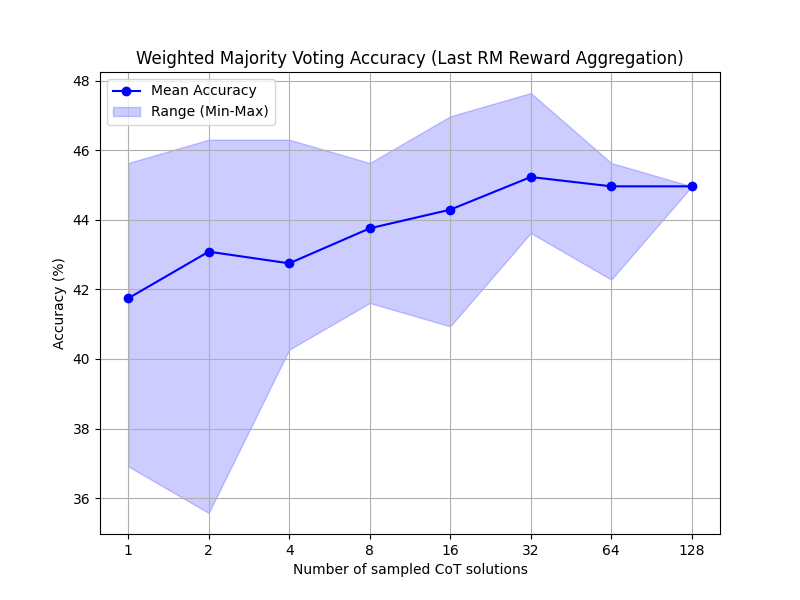 Weighted Majority Voting Accuracy (Last RM Reward Aggregation)
Mean Accuracy
Range (Min-Max)
48
46
44
42
40
38
36
Accuracy (%)
1 2 4 8 16 32 64 128
Number of sampled CoT solutions